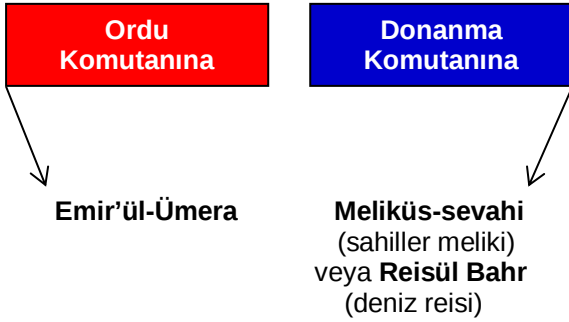 Ordu
Komutanına
Donanma
Komutanına
Emir’ül-Ümera
Meliküs-sevahi
(sahiller meliki)
veya Reisül Bahr
(deniz reisi)